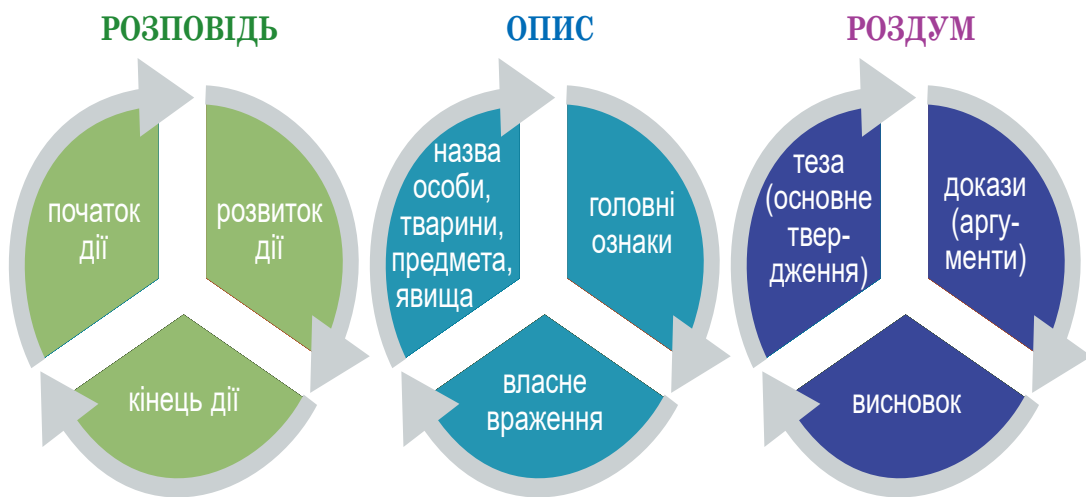 РОЗПОВІДЬ
початок
дії
розвиток
дії
кінець дії
ОПИС
назва
особи,
тварини,
предмета,
явища
головні
ознаки
власне
враження
РОЗДУМ
теза
(основне
твер-
дження)
докази
(аргу-
менти)
висновок